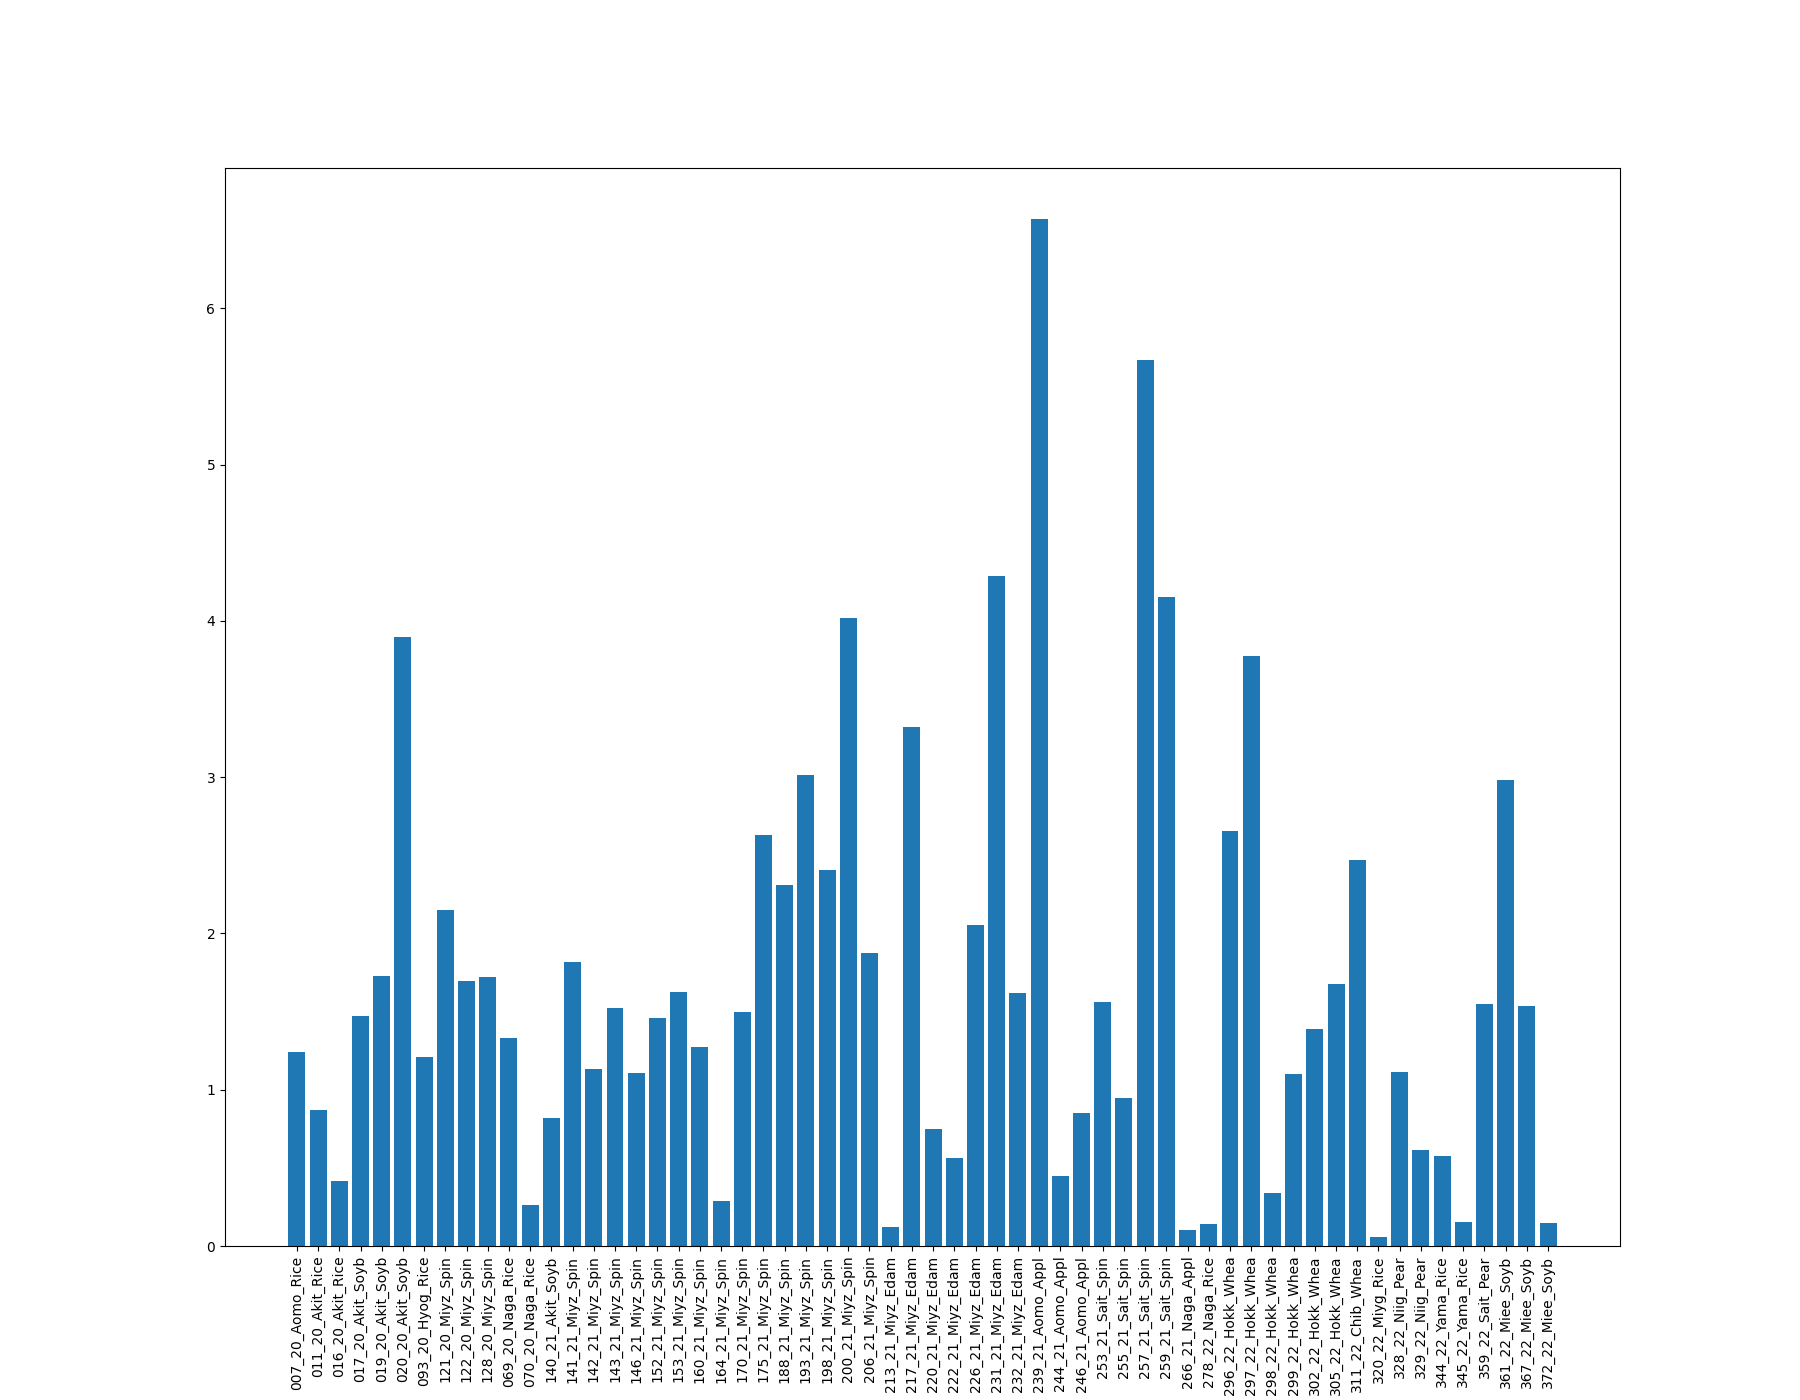 6
5
4
3
2
1
0
007_20_Aomo_Rice
011_20_Akit_Rice
016_20_Akit_Rice
017_20_Akit_Soyb
019_20_Akit_Soyb
020_20_Akit_Soyb
093_20_Hyog_Rice
121_20_Miyz_Spin
122_20_Miyz_Spin
128_20_Miyz_Spin
069_20_Naga_Rice
070_20_Naga_Rice
140_21_Akit_Soyb
141_21_Miyz_Spin
142_21_Miyz_Spin
143_21_Miyz_Spin
146_21_Miyz_Spin
152_21_Miyz_Spin
153_21_Miyz_Spin
160_21_Miyz_Spin
164_21_Miyz_Spin
170_21_Miyz_Spin
175_21_Miyz_Spin
188_21_Miyz_Spin
193_21_Miyz_Spin
198_21_Miyz_Spin
200_21_Miyz_Spin
206_21_Miyz_Spin
213_21_Miyz_Edam
217_21_Miyz_Edam
220_21_Miyz_Edam
222_21_Miyz_Edam
226_21_Miyz_Edam
231_21_Miyz_Edam
232_21_Miyz_Edam
239_21_Aomo_Appl
244_21_Aomo_Appl
246_21_Aomo_Appl
253_21_Sait_Spin
255_21_Sait_Spin
257_21_Sait_Spin
259_21_Sait_Spin
266_21_Naga_Appl
278_22_Naga_Rice
296_22_Hokk_Whea
297_22_Hokk_Whea
298_22_Hokk_Whea
299_22_Hokk_Whea
302_22_Hokk_Whea
305_22_Hokk_Whea
311_22_Chib_Whea
320_22_Miyg_Rice
328_22_Niig_Pear
329_22_Niig_Pear
344_22_Yama_Rice
345_22_Yama_Rice
359_22_Sait_Pear
361_22_Miee_Soyb
367_22_Miee_Soyb
372_22_Miee_Soyb